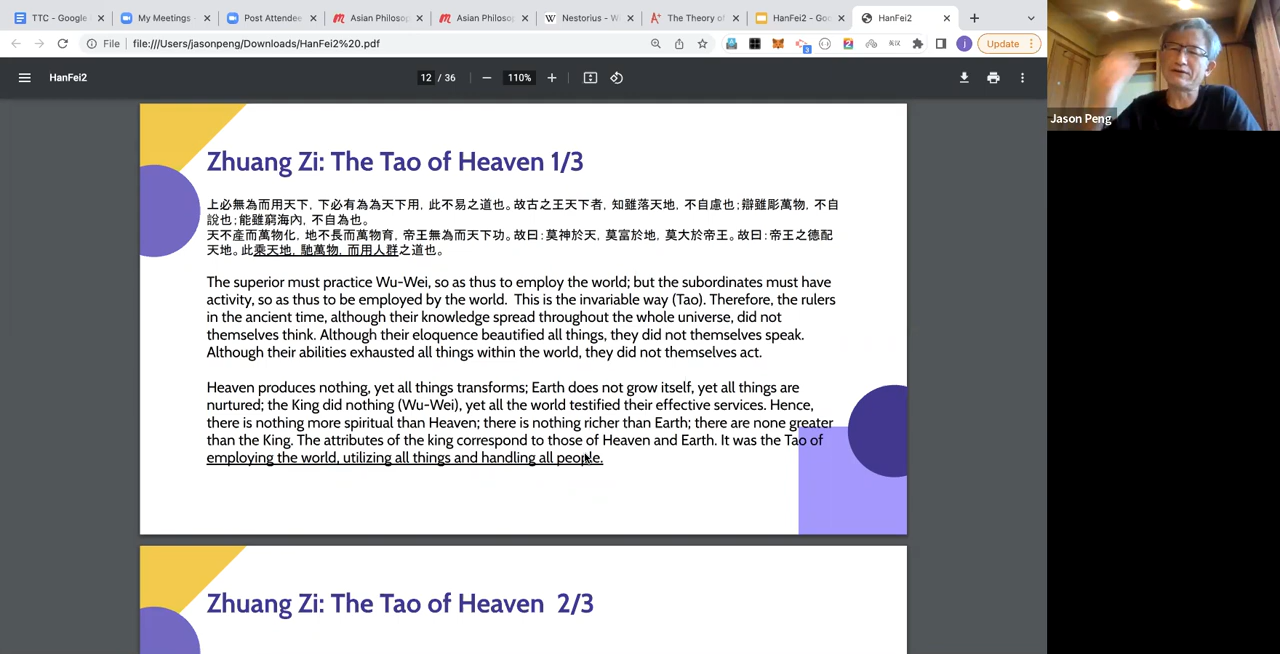 TTC - Google
My Meetings -
Post Attendee
Asian Philosop
Asian Philosop
Nestorius - Wi
The Theory of
HanFei2 - Goo
HanFei2
File
file:///Users/jasonpeng/Downloads/HanFei2%20.pdf
Update
HanFei2
12 / 36
110%
Jason Peng
Zhuang Zi: The Tao of Heaven 1/3
上必無為而用天下, 下必有為為天下用, 此不易之道也。故古之王天下者, 知雖落天地, 不自慮也; 辯雖彫萬物, 不自
說也; 能雖窮海內, 不自為也。
天不產而萬物化, 地不長而萬物育, 帝王無為而天下功。故曰: 莫神於天, 莫富於地, 莫大於帝王。故曰: 帝王之德配
天地。此乘天地, 馳萬物, 而用人群之道也。
The superior must practice Wu-Wei, so as thus to employ the world; but the subordinates must have
activity, so as thus to be employed by the world. This is the invariable way (Tao). Therefore, the rulers
in the ancient time, although their knowledge spread throughout the whole universe, did not
themselves think. Although their eloquence beautified all things, they did not themselves speak.
Although their abilities exhausted all things within the world, they did not themselves act.
Heaven produces nothing, yet all things transforms; Earth does not grow itself, yet all things are
nurtured; the King did nothing (Wu-Wei), yet all the world testified their effective services. Hence,
there is nothing more spiritual than Heaven; there is nothing richer than Earth; there are none greater
than the King. The attributes of the king correspond to those of Heaven and Earth. It was the Tao of
employing the world, utilizing all things and handling all people.
Zhuang Zi: The Tao of Heaven 2/3